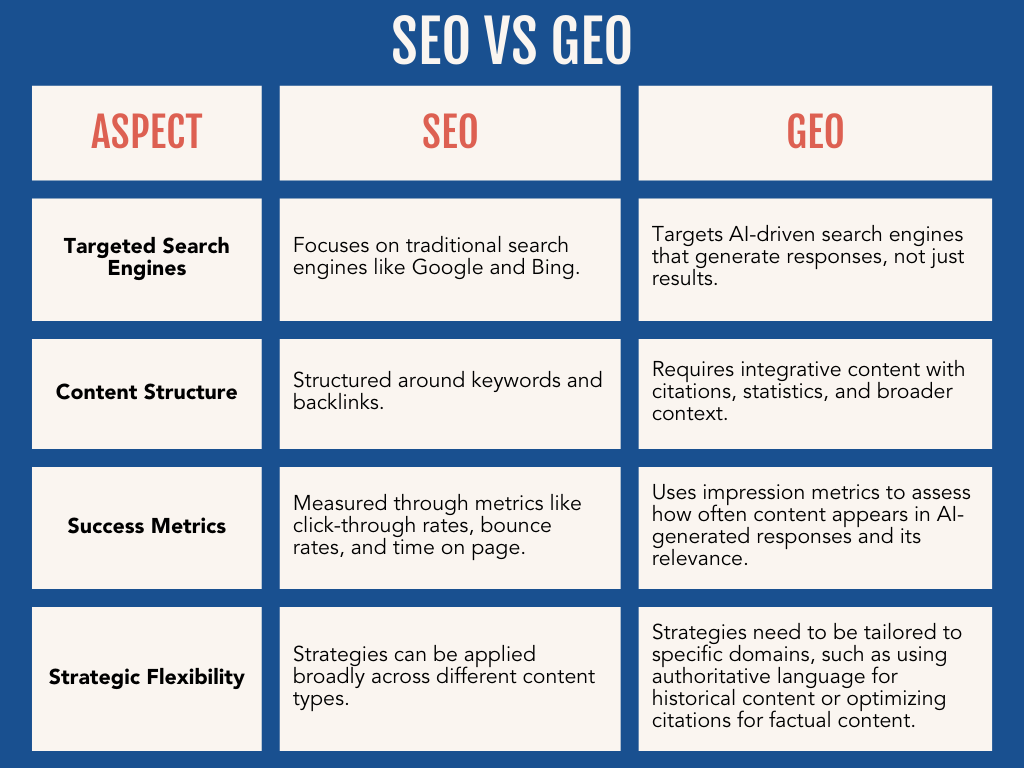 SEO VS GEO
ASPECT
SEO
GEO
Targeted Search
Engines
Focuses on traditional search
engines like Google and Bing.
Targets AI-driven search engines
that generate responses, not just
results.
Content Structure
Structured around keywords and
backlinks.
Requires integrative content with
citations, statistics, and broader
context.
Success Metrics
Measured through metrics like
click-through rates, bounce
rates, and time on page.
Uses impression metrics to assess
how often content appears in AI-
generated responses and its
relevance.
Strategic Flexibility
Strategies can be applied
broadly across different content
types.
Strategies need to be tailored to
specific domains, such as using
authoritative language for
historical content or optimizing
citations for factual content.